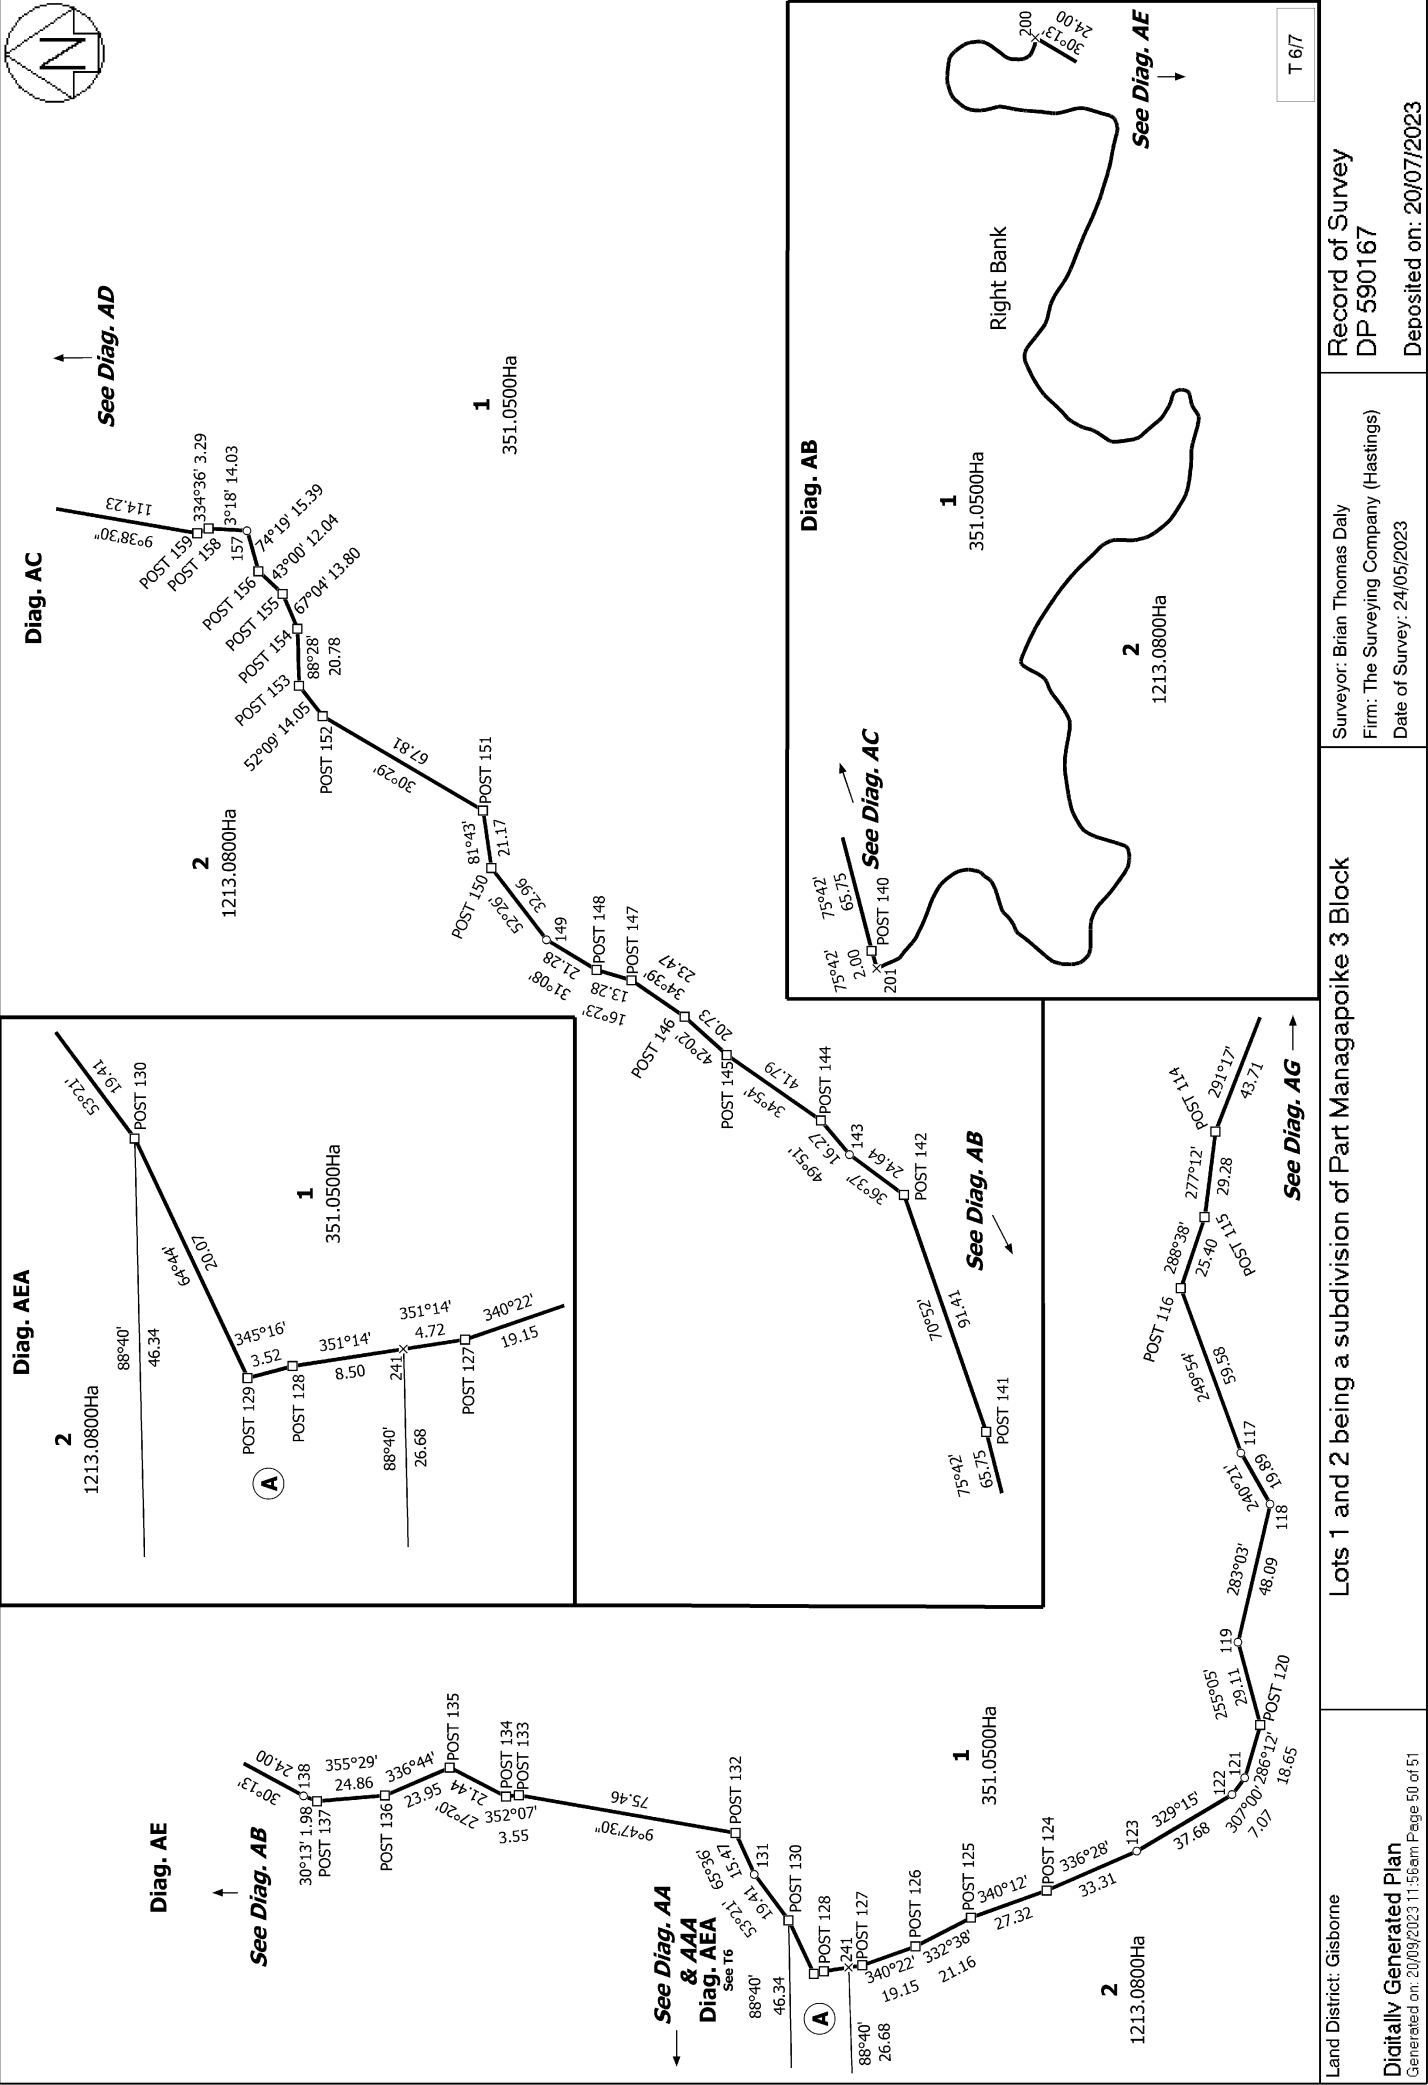 N
Diag. AE
See Diag. AB
30°13'
24.00
138
30°13' 1.98
POST 137
355°29'
24.86
POST 136
336°44'
23.95
POST 135
27°20'
21.44
POST 134
POST 133
352°07'
3.55
9°47'30"
75.46
POST 132
65°36'
15.47
131
53°21'
19.41
POST 130
See Diag. AA
& AAA
Diag. AEA
See T6
88°40'
46.34
A
POST 128
241
POST 127
88°40'
26.68
340°22'
19.15
POST 126
332°38'
21.16
POST 125
340°12'
27.32
POST 124
336°28'
33.31
123
329°15'
37.68
122
307°00'
7.07
121
286°12'
18.65
POST 120
255°05'
29.11
119
283°03'
48.09
118
240°21'
19.89
117
249°54'
59.58
POST 116
288°38'
25.40
POST 115
277°12'
29.28
POST 114
291°17'
43.71
See Diag. AG
1
351.0500Ha
2
1213.0800Ha
Diag. AEA
2
1213.0800Ha
53°21'
19.41
POST 130
88°40'
46.34
64°44'
20.07
POST 129
345°16'
3.52
POST 128
351°14'
8.50
241
351°14'
4.72
POST 127
340°22'
19.15
88°40'
26.68
A
1
351.0500Ha
Diag. AC
See Diag. AD
9°38'30"
114.23
POST 159
334°36' 3.29
POST 158
3°18' 14.03
157
74°19' 15.39
POST 156
43°00' 12.04
POST 155
67°04' 13.80
POST 154
88°28'
20.78
POST 153
52°09' 14.05
POST 152
30°29'
67.81
POST 151
81°43'
21.17
POST 150
52°26'
32.96
149
31°08'
21.28
POST 148
16°23'
13.28
POST 147
34°39'
23.47
POST 146
42°02'
20.73
POST 145
34°54'
41.79
POST 144
49°51'
16.27
143
36°37'
24.64
POST 142
70°52'
91.41
POST 141
75°42'
65.75
See Diag. AB
2
1213.0800Ha
1
351.0500Ha
Diag. AB
75°42'
65.75
See Diag. AC
POST 140
75°42'
2.00
201
1
351.0500Ha
2
1213.0800Ha
Right Bank
200
30°13'
24.00
See Diag. AE
T 6/7
Land District: Gisborne
Digitally Generated Plan
Generated on: 20/09/2023 11:56am Page 50 of 51
Lots 1 and 2 being a subdivision of Part Managapoike 3 Block
Surveyor: Brian Thomas Daly
Firm: The Surveying Company (Hastings)
Date of Survey: 24/05/2023
Record of Survey
DP 590167
Deposited on: 20/07/2023